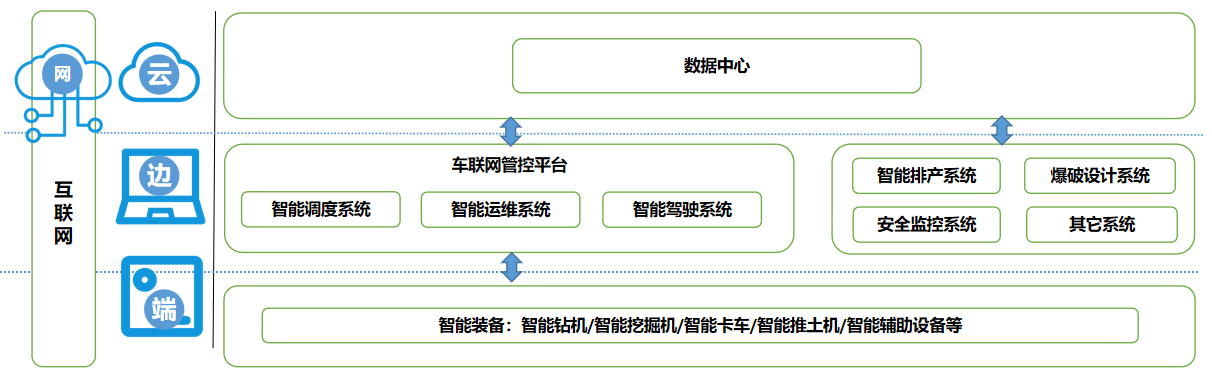 网
云
数据中心
互
联
网
边
车联网管控平台
智能调度系统
智能运维系统
智能驾驶系统
智能排产系统
爆破设计系统
安全监控系统
其它系统
端
智能装备：智能钻机/智能挖掘机/智能卡车/智能推土机/智能辅助设备等